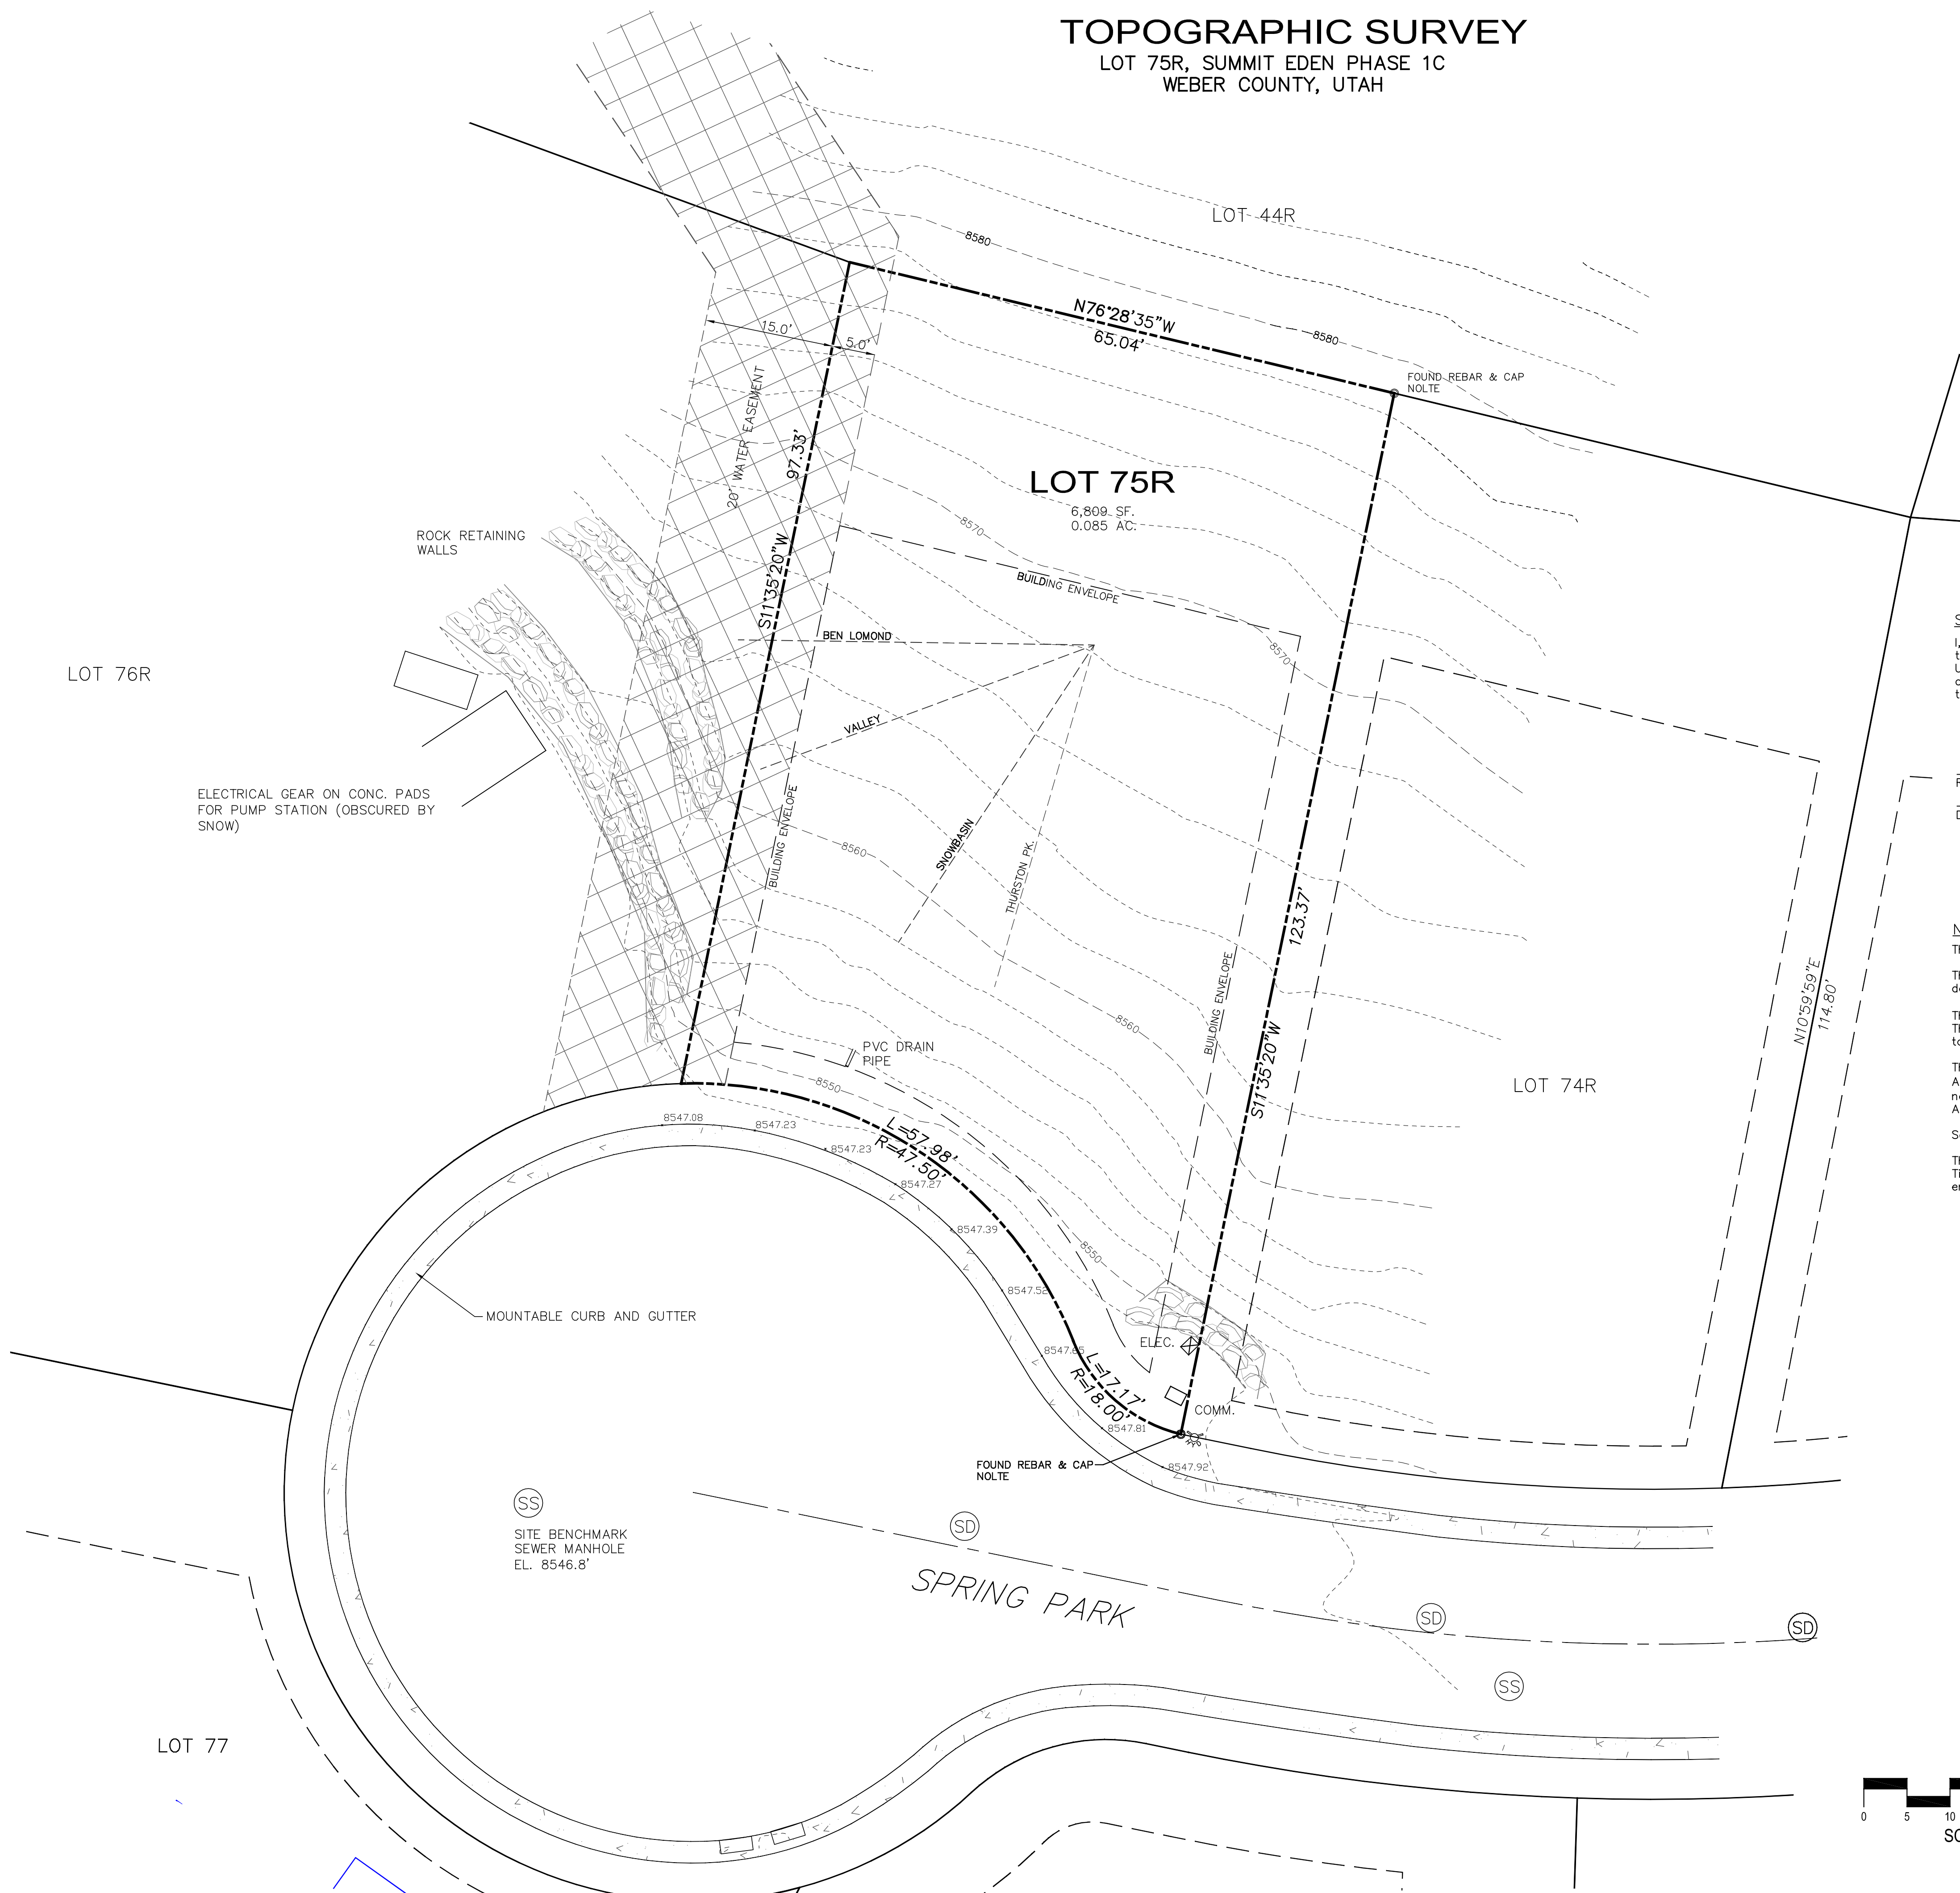 TOPOGRAPHIC SURVEY
LOT 75R, SUMMIT EDEN PHASE 1C
WEBER COUNTY, UTAH
LOT 44R
8580
N76°28'35"W
65.04'
8580
15.0'
5.0'
FOUND REBAR & CAP
NOLTE
20' WATER EASEMENT
97.33'
S11°35'20"W
LOT 75R
6,809 SF.
0.085 AC.
8570
ROCK RETAINING
WALLS
BUILDING ENVELOPE
BEN LOMOND
8570
LOT 76R
VALLEY
ELECTRICAL GEAR ON CONC. PADS
FOR PUMP STATION (OBSCURED BY
SNOW)
BUILDING ENVELOPE
8560
SNOWBASIN
THURSTON PK.
123.37'
BUILDING ENVELOPE
S11°35'20"W
8560
N10°59'59"E
114.80'
PVC DRAIN
PIPE
LOT 74R
8550
8547.08
8547.23
8547.23
L=57.98'
R=47.50'
8547.27
8547.39
8550
8547.52
MOUNTABLE CURB AND GUTTER
ELEC.
8547.65
L=17.17'
R=18.00'
COMM.
8547.81
FOUND REBAR & CAP
NOLTE
8547.92
SS
SITE BENCHMARK
SEWER MANHOLE
EL. 8546.8'
SD
SPRING PARK
SD
SD
SS
LOT 77
0 5 10